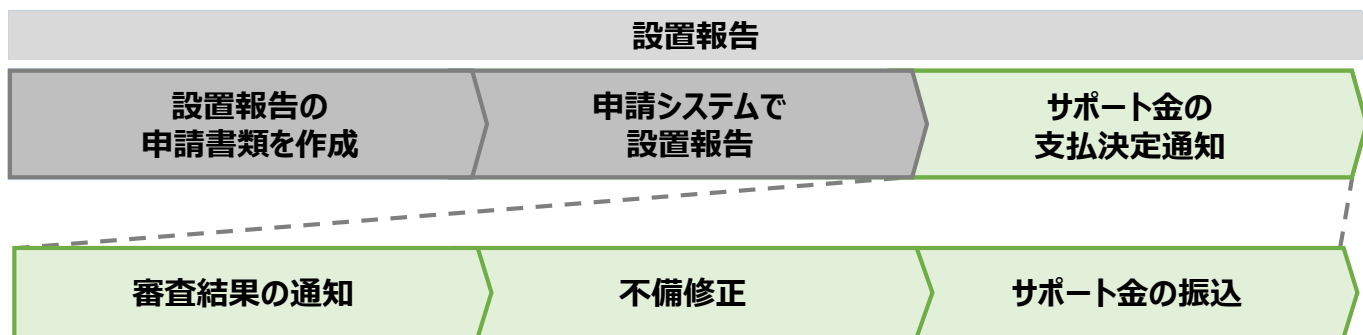 設置報告
設置報告の
申請書類を作成
申請システムで
設置報告
サポート金の
支払決定通知
審査結果の通知
不備修正
サポート金の振込